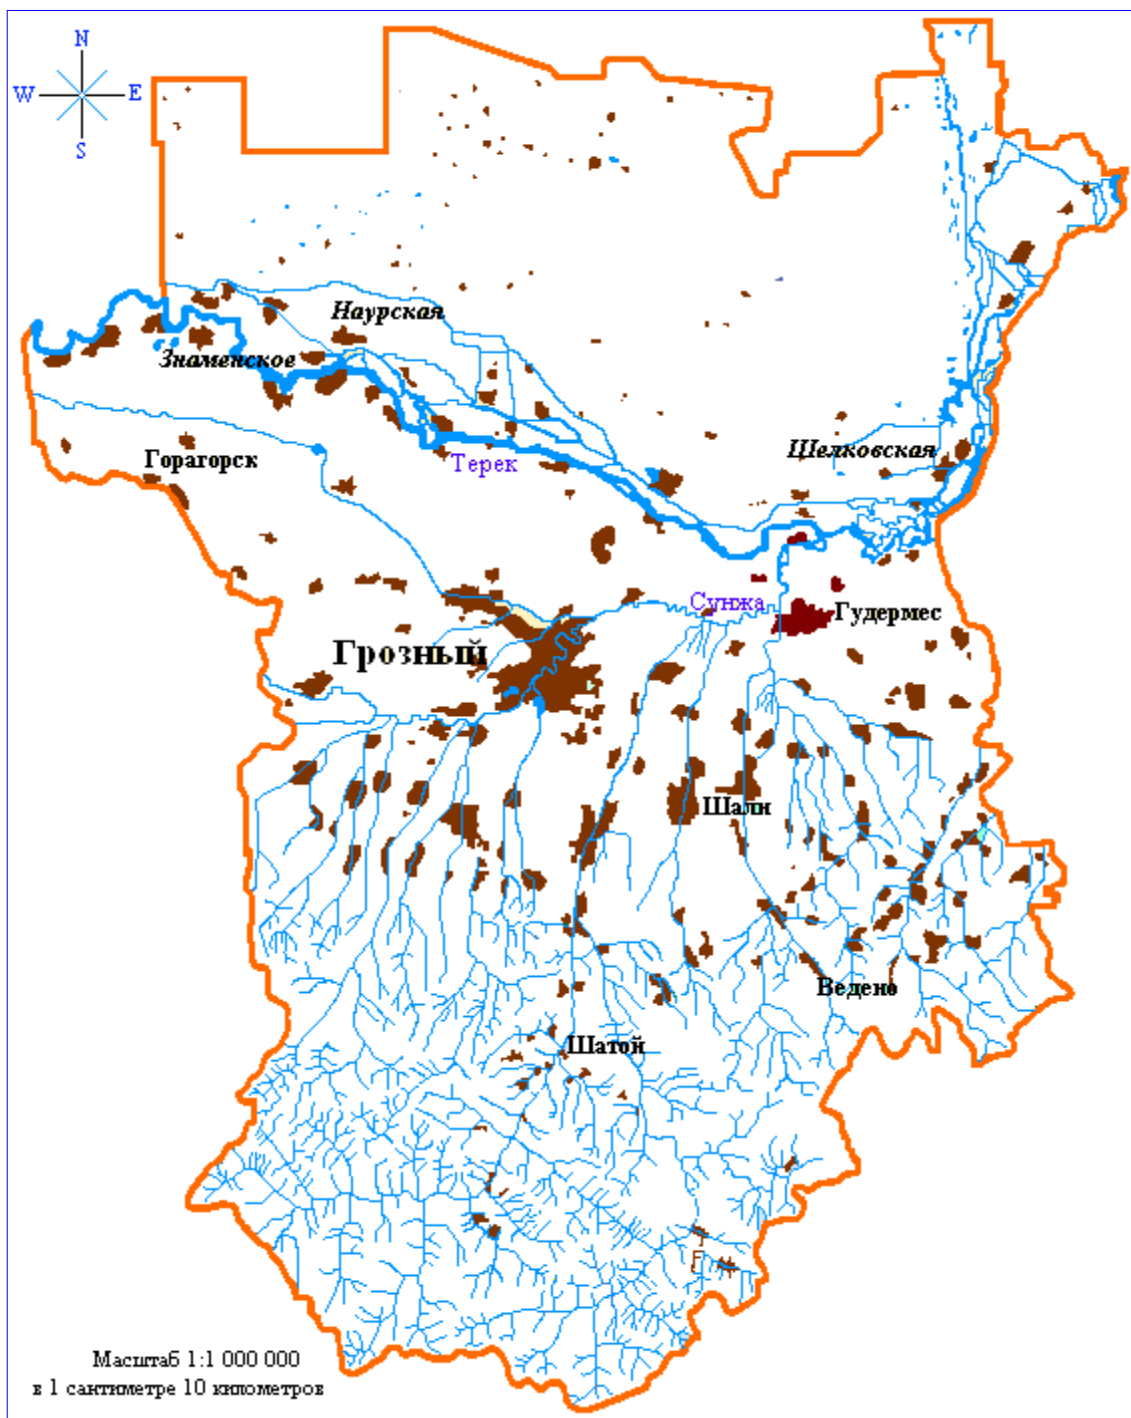 N
W E
S
Наурская
Знаменское
Шелковская
Горагорск
Терек
Сунжа
Гудермес
Грозный
Шали
Ведено
Шатой
Масштаб 1:1 000 000
в 1 сантиметре 10 километров